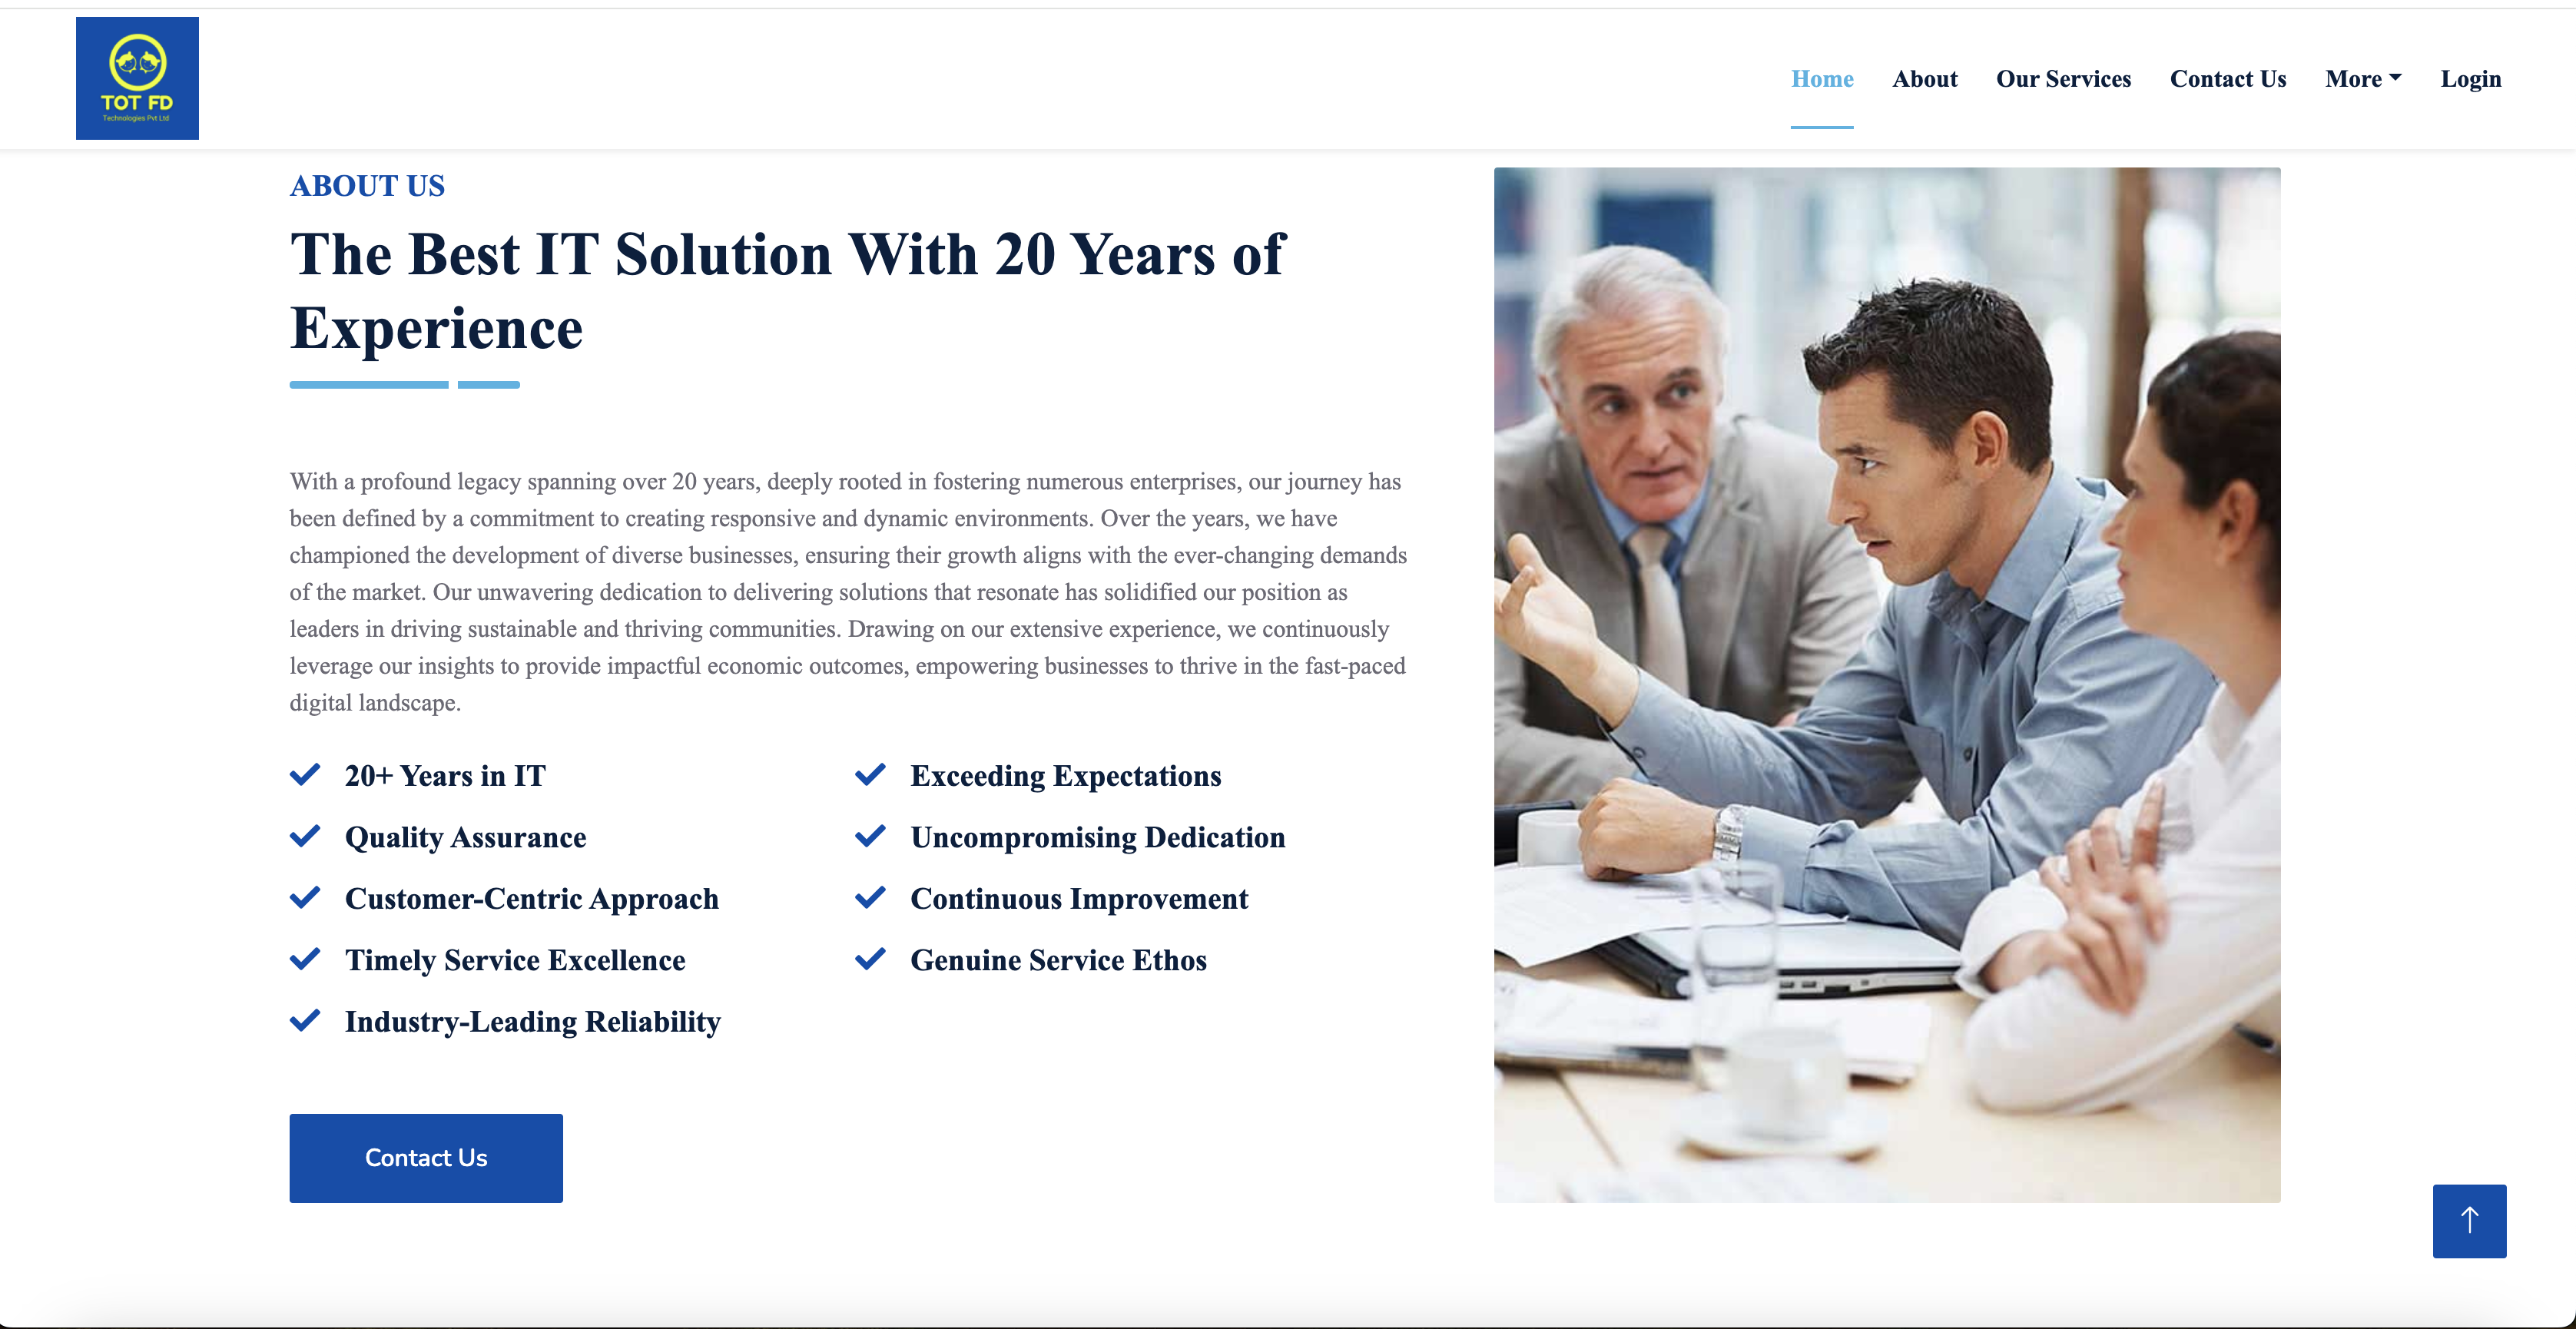 TOT FD
Technologies Pvt Ltd
Home About Our Services Contact Us More Login
ABOUT US
The Best IT Solution With 20 Years of
Experience
With a profound legacy spanning over 20 years, deeply rooted in fostering numerous enterprises, our journey has
been defined by a commitment to creating responsive and dynamic environments. Over the years, we have
championed the development of diverse businesses, ensuring their growth aligns with the ever-changing demands
of the market. Our unwavering dedication to delivering solutions that resonate has solidified our position as
leaders in driving sustainable and thriving communities. Drawing on our extensive experience, we continuously
leverage our insights to provide impactful economic outcomes, empowering businesses to thrive in the fast-paced
digital landscape.
20+ Years in IT
Quality Assurance
Customer-Centric Approach
Timely Service Excellence
Industry-Leading Reliability
Exceeding Expectations
Uncompromising Dedication
Continuous Improvement
Genuine Service Ethos
Contact Us